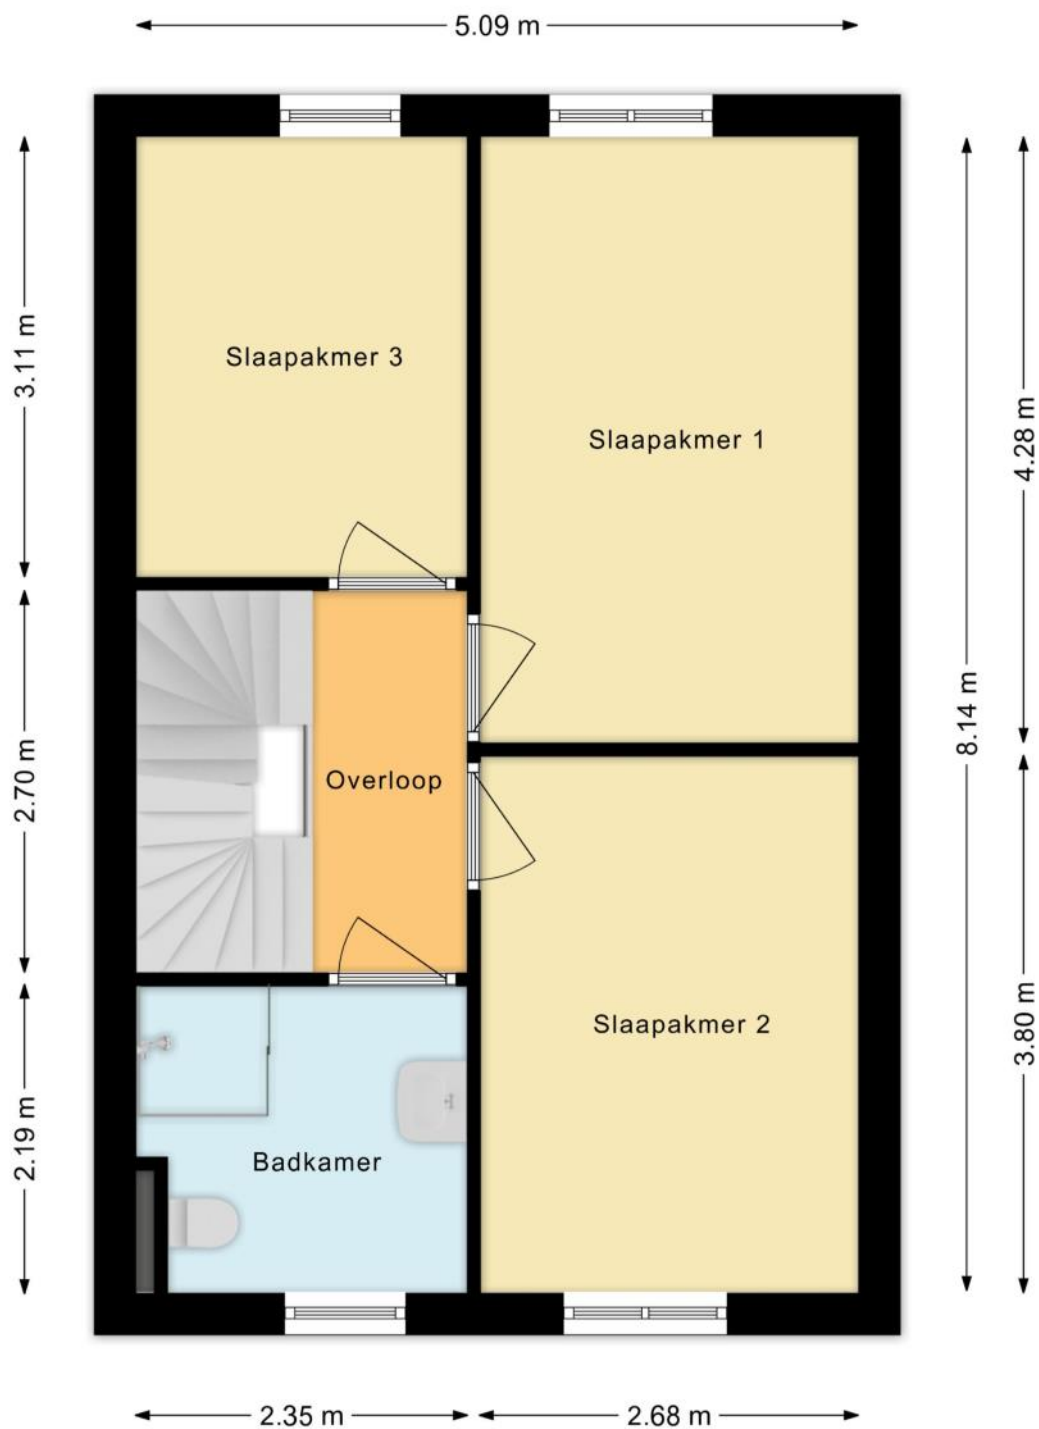 5.09 m
3.11 m
Slaapakmer 3
Slaapakmer 1
4.28 m
8.14 m
2.70 m
Overloop
Slaapakmer 2
3.80 m
2.19 m
Badkamer
2.35 m
2.68 m